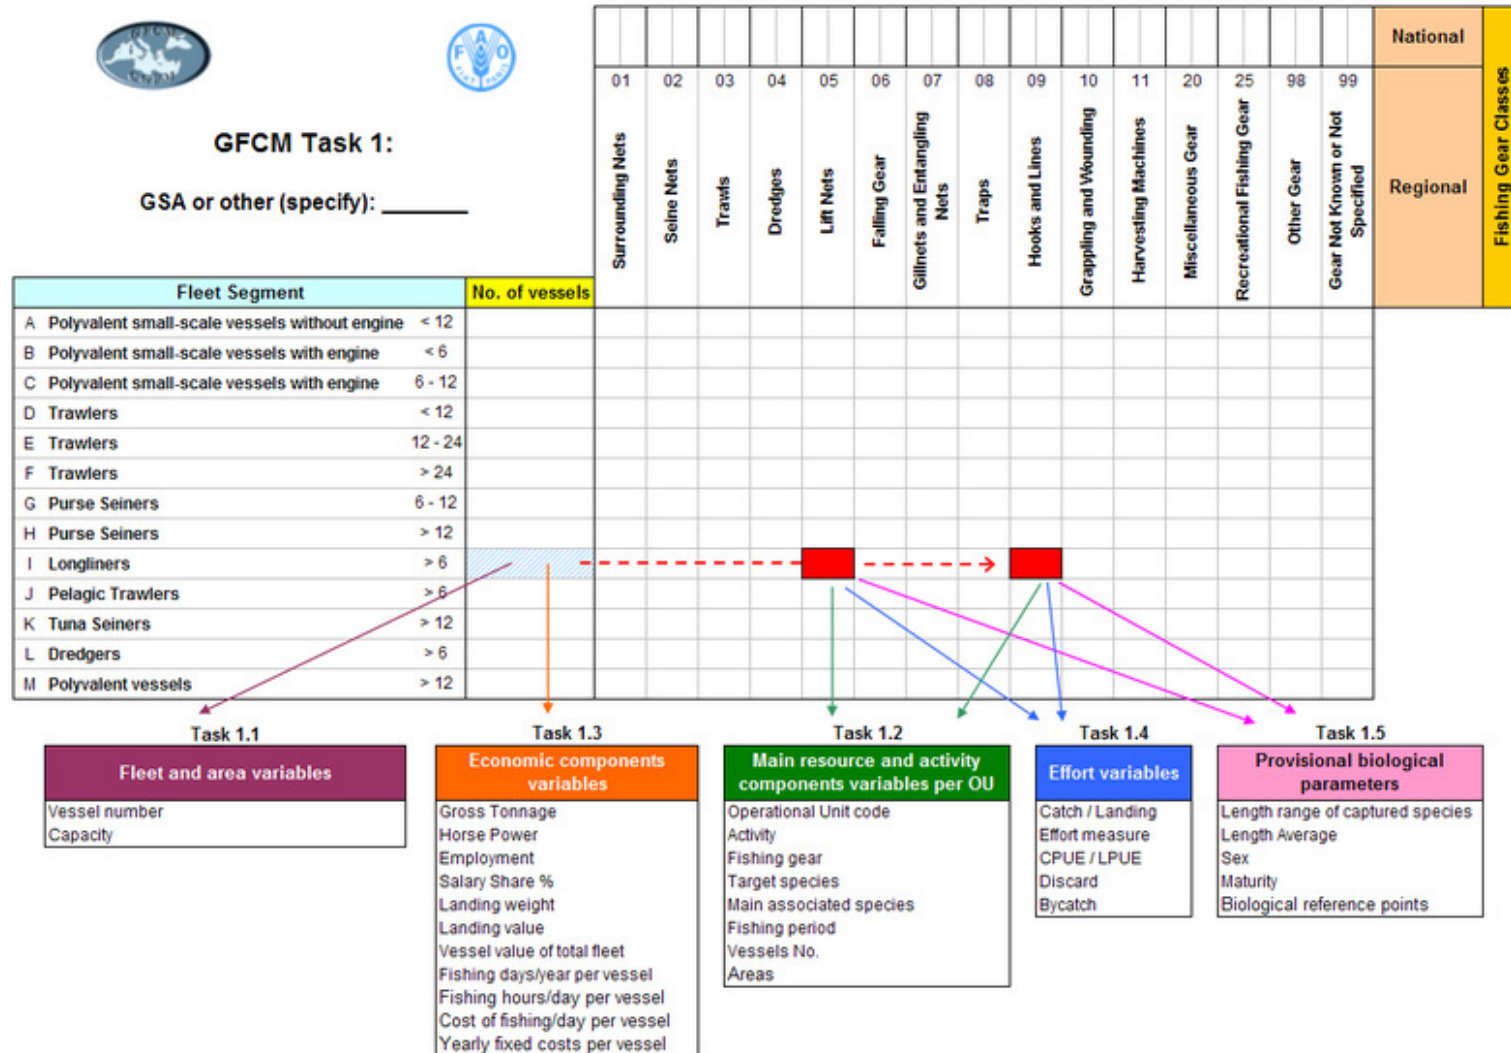 F A O
FIAT PANIS
GFCM Task 1:
GSA or other (specify): _______
National
Regional
Fishing Gear Classes
01 02 03 04 05 06 07 08 09 10 11 20 25 98 99
Surrounding Nets
Seine Nets
Trawls
Dredges
Lift Nets
Falling Gear
Gillnets and Entangling
Nets
Traps
Hooks and Lines
Grappling and Wounding
Harvesting Machines
Miscellaneous Gear
Recreational Fishing Gear
Other Gear
Gear Not Known or Not
Specified
Fleet Segment No. of vessels
A Polyvalent small-scale vessels without engine < 12
B Polyvalent small-scale vessels with engine < 6
C Polyvalent small-scale vessels with engine 6 - 12
D Trawlers < 12
E Trawlers 12 - 24
F Trawlers > 24
G Purse Seiners 6 - 12
H Purse Seiners > 12
I Longliners > 6
J Pelagic Trawlers > 6
K Tuna Seiners > 12
L Dredgers > 6
M Polyvalent vessels > 12
Task 1.1
Fleet and area variables
Vessel number
Capacity
Task 1.3
Economic components
variables
Gross Tonnage
Horse Power
Employment
Salary Share %
Landing weight
Landing value
Vessel value of total fleet
Fishing days/year per vessel
Fishing hours/day per vessel
Cost of fishing/day per vessel
Yearly fixed costs per vessel
Task 1.2
Main resource and activity
components variables per OU
Operational Unit code
Activity
Fishing gear
Target species
Main associated species
Fishing period
Vessels No.
Areas
Task 1.4
Effort variables
Catch / Landing
Effort measure
CPUE / LPUE
Discard
Bycatch
Task 1.5
Provisional biological
parameters
Length range of captured species
Length Average
Sex
Maturity
Biological reference points